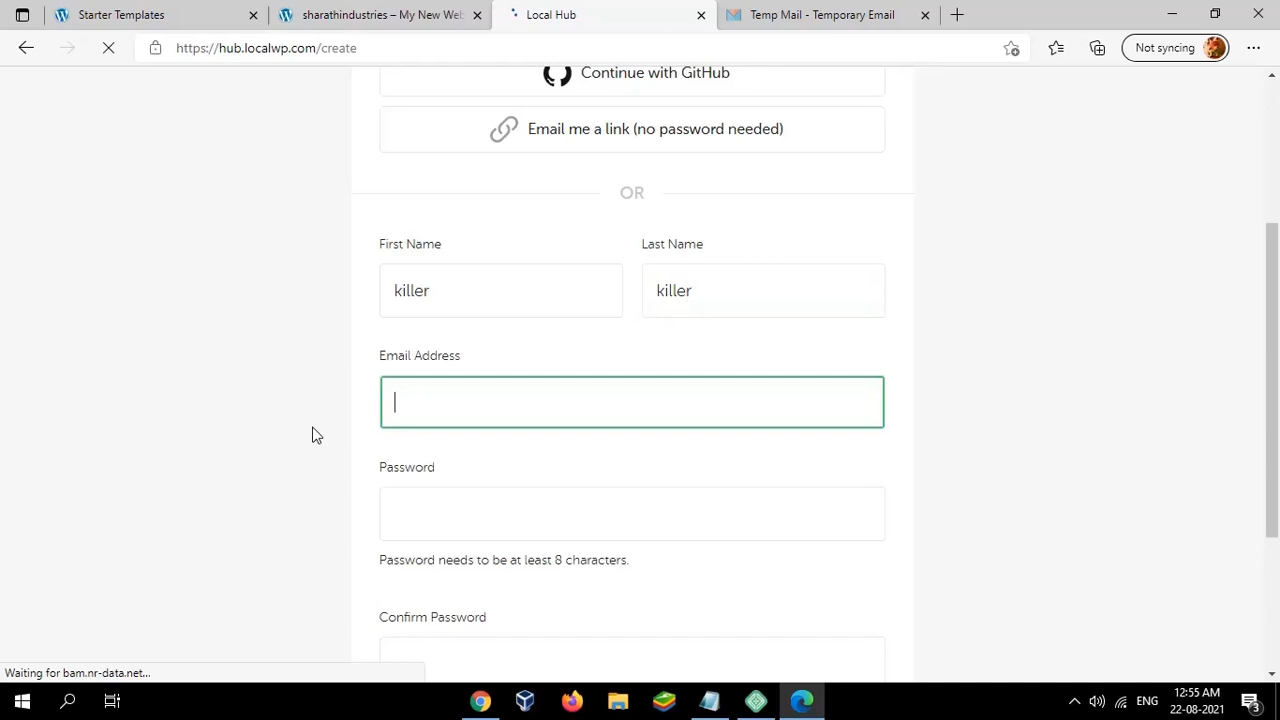 Starter Templates
sharathindustries – My New Web
Local Hub
Temp Mail - Temporary Email
https://hub.localwp.com/create
Not syncing
Continue with GitHub
Email me a link (no password needed)
OR
First Name
Last Name
killer
killer
Email Address
Password
Password needs to be at least 8 characters.
Confirm Password
Waiting for bam.nr-data.net...
ENG
12:55 AM
22-08-2021
3